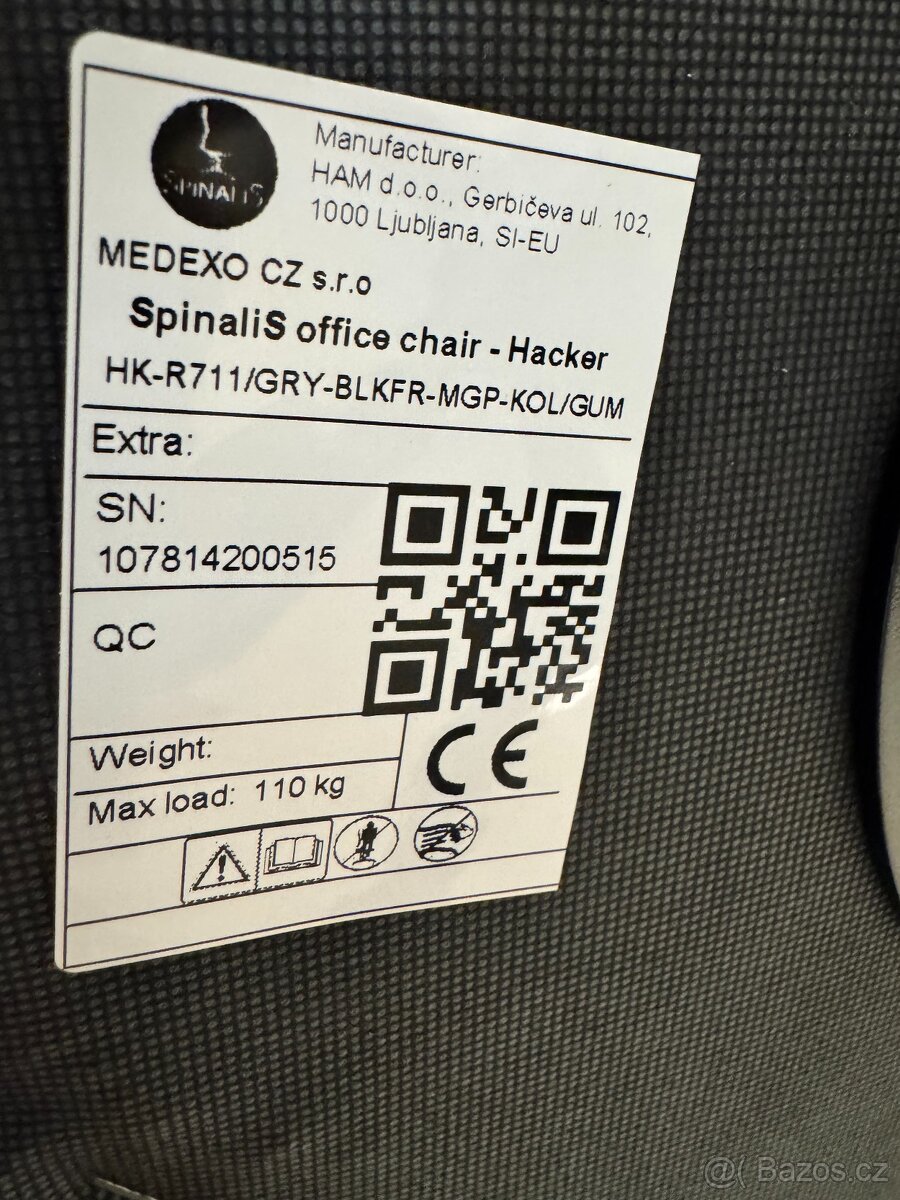 SPINALIS
Manufacturer:
HAM d.o.o., Gerbičeva ul. 102,
1000 Ljubljana, SI-EU
MEDEXO CZ s.r.o
SpinaliS office chair - Hacker
HK-R711/GRY-BLKFR-MGP-KOL/GUM
Extra:
SN:
107814200515
QC
Weight:
Max load: 110 kg
CE
@( Bazos.cz